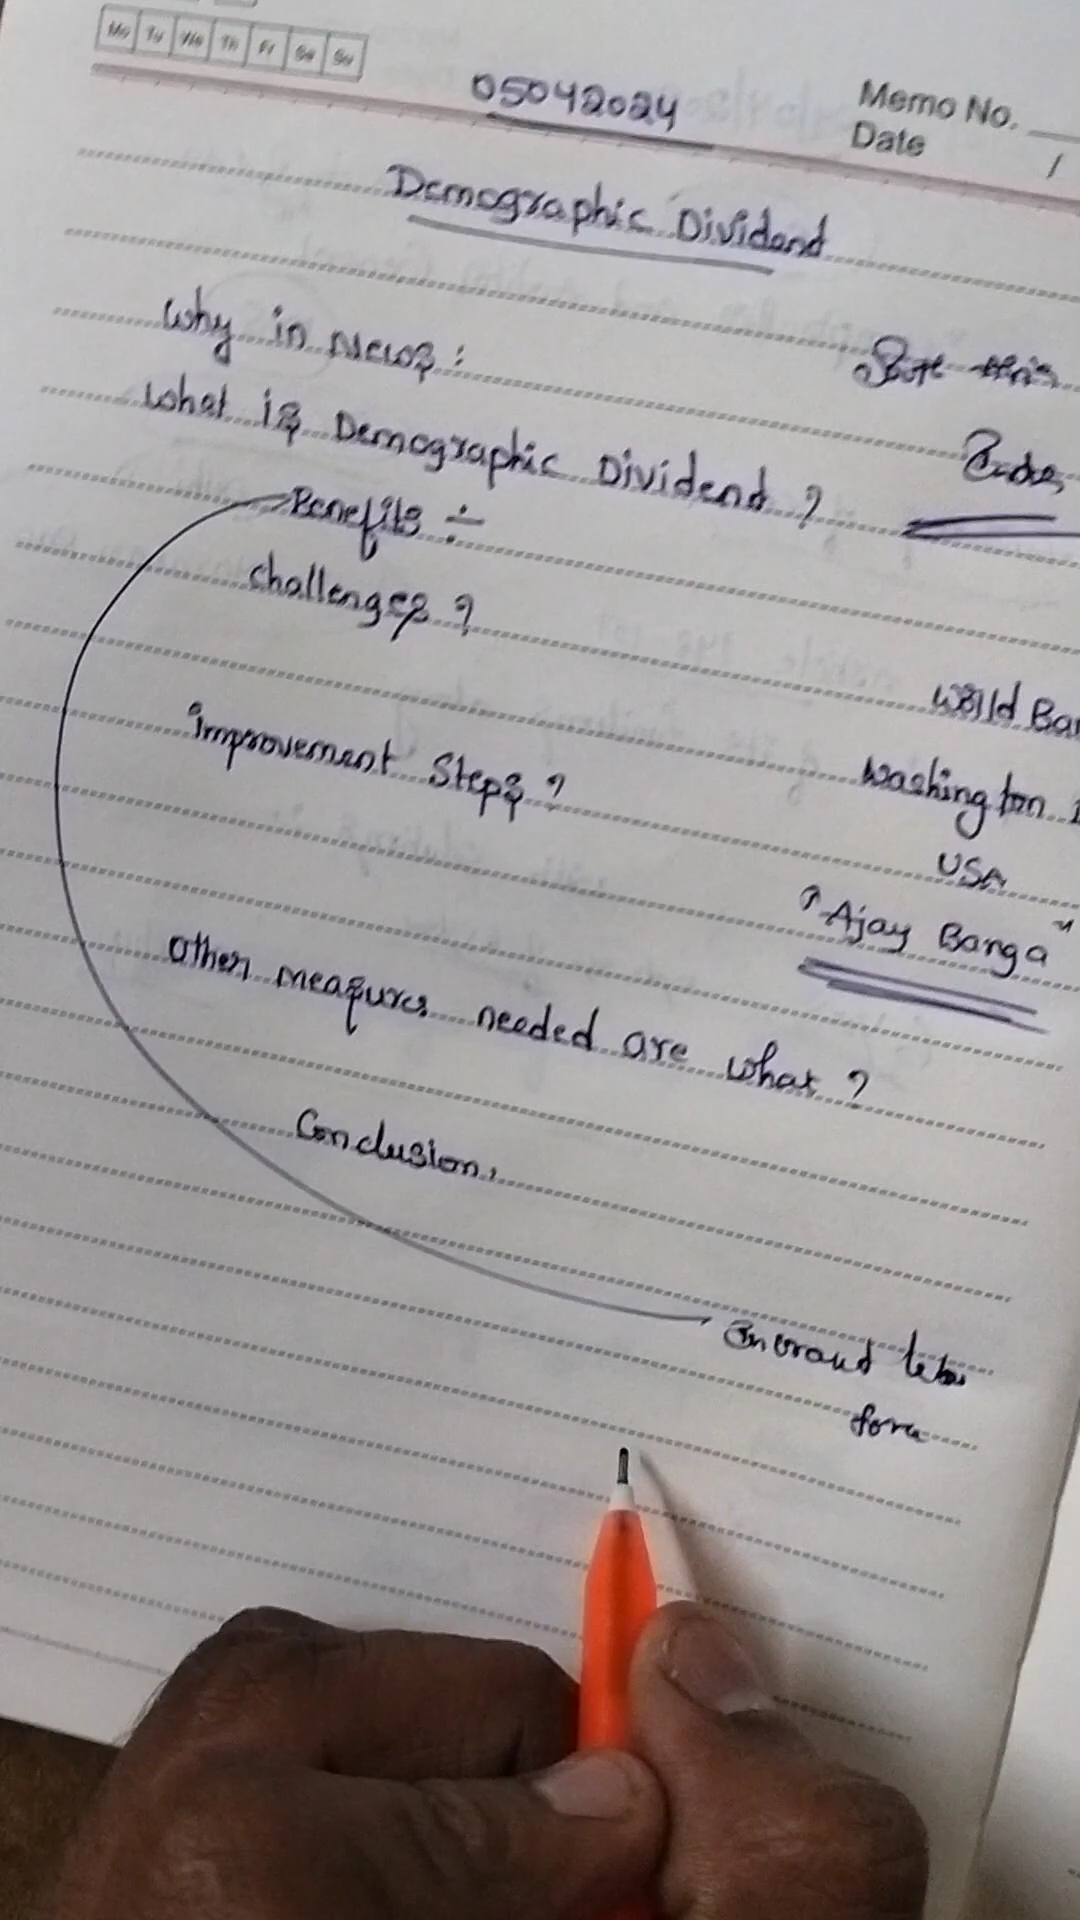 Mo Tu We Th Fr Sa Su
Memo No.
Date /
05042024
Demographic Dividend
Why in News :
What is Demographic Dividend ?
Benefits ÷
challenges ?
World Ba
Improvement Steps ?
Washington
USA
"Ajay Banga"
Other measures needed are what ?
Conclusion.
force